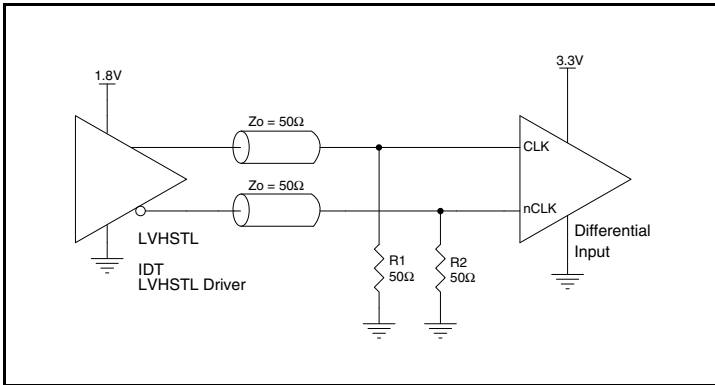 1.8V
3.3V
Zo = 50Ω
CLK
Zo = 50Ω
nCLK
LVHSTL
Differential
Input
R1
50Ω
R2
50Ω
IDT
LVHSTL Driver